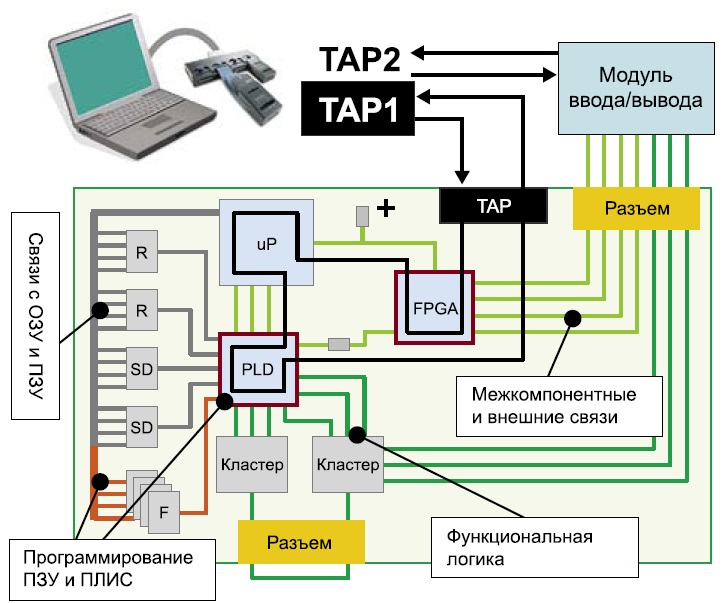 TAP2
TAP1
Модуль
ввода/вывода
TAP
Разъем
Связи с ОЗУ и ПЗУ
R
uP
R
FPGA
SD
PLD
Межкомпонентные
и внешние связи
SD
Кластер
Кластер
F
Разъем
Функциональная
логика
Программирование
ПЗУ и ПЛИС
+